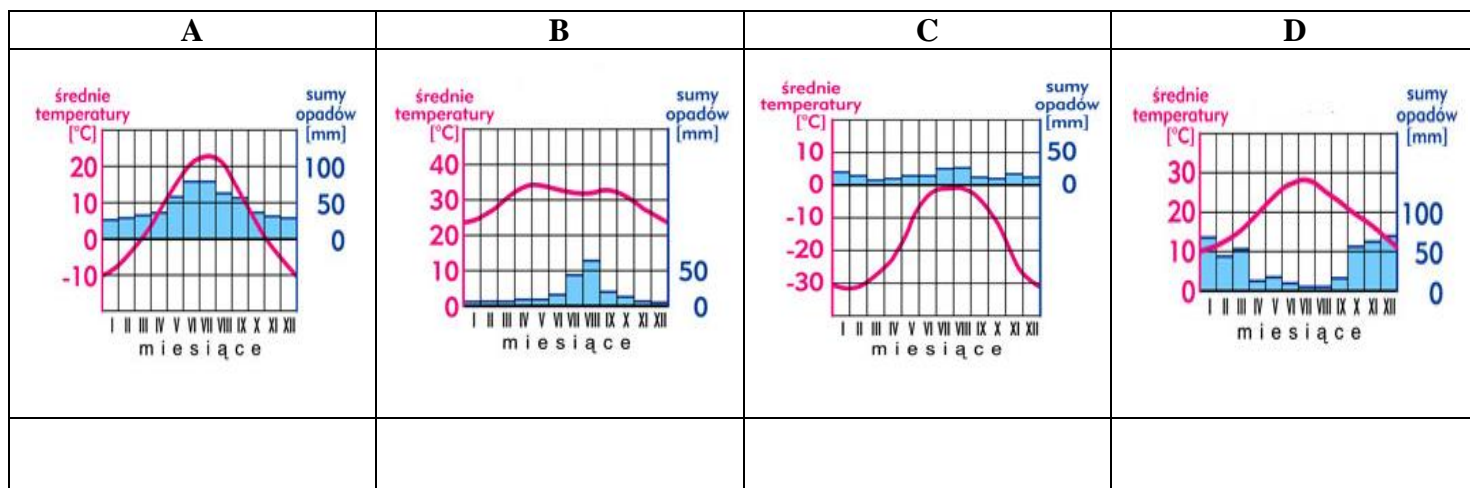 A B C D
średnie temperatury [°C]
sumy opadów [mm]
20 10 0 -10
100 50 0
I II III IV V VI VII VIII IX X XI XII
miesiące
średnie temperatury [°C]
sumy opadów [mm]
40 30 20 10 0
50 0
I II III IV V VI VII VIII IX X XI XII
miesiące
średnie temperatury [°C]
sumy opadów [mm]
10 0 -10 -20 -30
50 0
I II III IV V VI VII VIII IX X XI XII
miesiące
średnie temperatury [°C]
sumy opadów [mm]
30 20 10 0
100 50 0
I II III IV V VI VII VIII IX X XI XII
miesiące